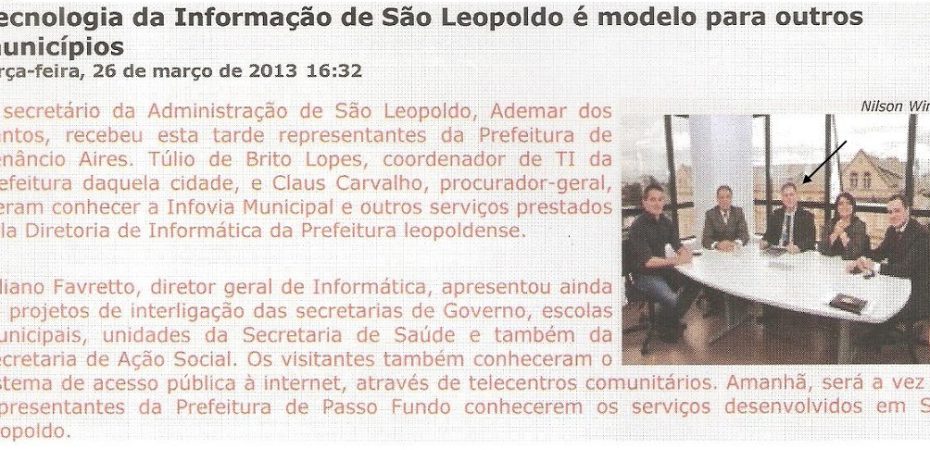 ecnologia da Informação de São Leopoldo é modelo para outros
unicípios
rça-feira, 26 de março de 2013 16:32
Nilson Win
secretário da Administração de São Leopoldo, Ademar dos
ntos, recebeu esta tarde representantes da Prefeitura de
enâncio Aires. Túlio de Brito Lopes, coordenador de TI da
efeitura daquela cidade, e Claus Carvalho, procurador-geral,
eram conhecer a Infovia Municipal e outros serviços prestados
la Diretoria de Informática da Prefeitura leopoldense.
liano Favretto, diretor geral de Informática, apresentou ainda
projetos de interligação das secretarias de Governo, escolas
unicipais, unidades da Secretaria de Saúde e também da
ecretaria de Ação Social. Os visitantes também conheceram o
stema de acesso pública à internet, através de telecentros comunitários. Amanhã, será a vez
presentantes da Prefeitura de Passo Fundo conhecerem os serviços desenvolvidos em S
opoldo.